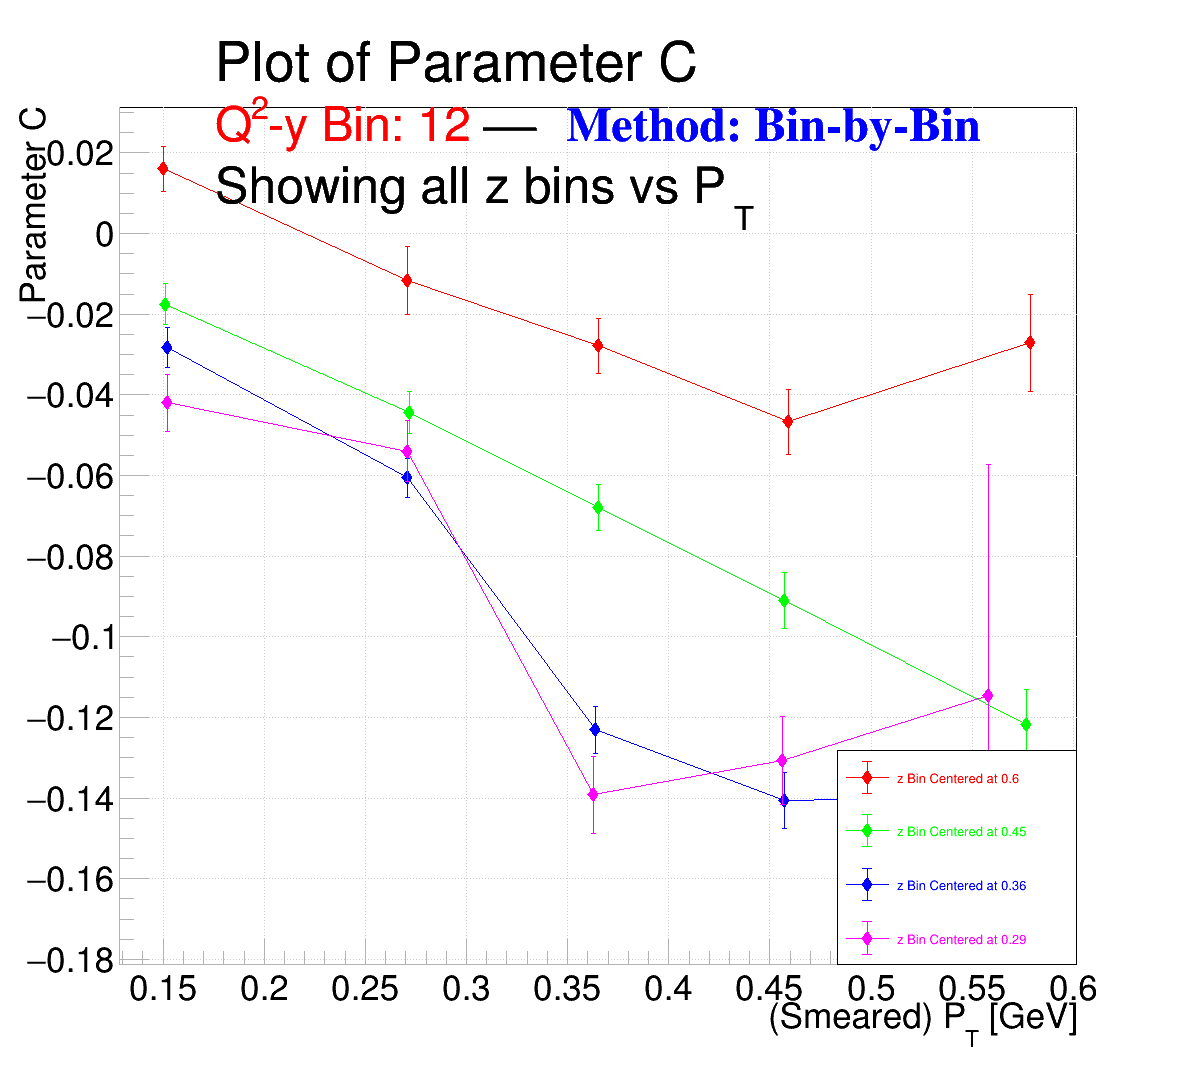 Plot of Parameter C
Q²-y Bin: 12 — Method: Bin-by-Bin
Showing all z bins vs P_T
Parameter C
0.02
0
−0.02
−0.04
−0.06
−0.08
−0.1
−0.12
−0.14
−0.16
−0.18
z Bin Centered at 0.6
z Bin Centered at 0.45
z Bin Centered at 0.36
z Bin Centered at 0.29
0.15 0.2 0.25 0.3 0.35 0.4 0.45 0.5 0.55 0.6
(Smeared) P_T [GeV]